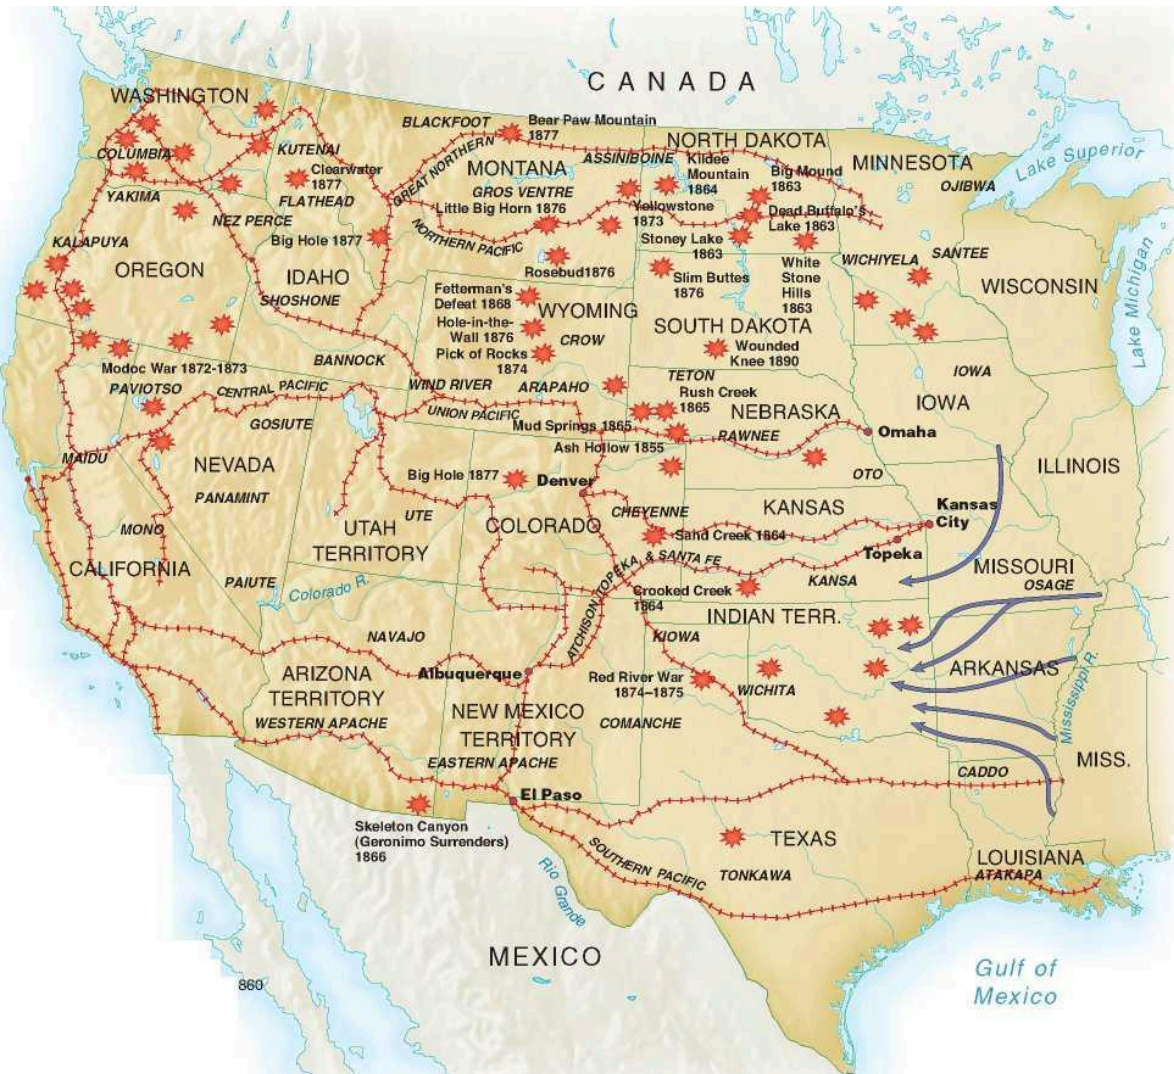 CANADA
WASHINGTON
COLUMBIA
YAKIMA
KUTENAI
Clearwater
1877
FLATHEAD
NEZ PERCE
Big Hole 1877
KALAPUYA
OREGON
IDAHO
SHOSHONE
BANNOCK
BLACKFOOT
Bear Paw Mountain
1877
GREAT NORTHERN
MONTANA
ASSINIBOINE
GROS VENTRE
Little Big Horn 1876
NORTHERN PACIFIC
Rosebud1876
Yellowstone
1873
NORTH DAKOTA
Kildee
Mountain
1864
Big Mound
1863
Dead Buffalo's
Lake 1863
Stoney Lake
1863
White
Stone
Hills
1863
Slim Buttes
1876
MINNESOTA
OJIBWA
Lake Superior
WICHIYELA
SANTEE
WISCONSIN
Lake Michigan
Fetterman's
Defeat 1868
Hole-in-the-
Wall 1876
Pick of Rocks
1874
WYOMING
CROW
WIND RIVER
ARAPAHO
SOUTH DAKOTA
Wounded
Knee 1890
TETON
Rush Creek
1865
NEBRASKA
Mud Springs 1865
Ash Hollow 1855
PAWNEE
Omaha
OTO
IOWA
IOWA
ILLINOIS
Modoc War 1872-1873
PAVIOTSO
CENTRAL PACIFIC
UNION PACIFIC
GOSIUTE
MAIDU
NEVADA
PANAMINT
MONO
CALIFORNIA
PAIUTE
UTAH
TERRITORY
UTE
Colorado R.
Big Hole 1877
Denver
COLORADO
CHEYENNE
KANSAS
Kansas
City
Topeka
Sand Creek 1864
ATCHISON, TOPEKA, & SANTA FE
KANSA
Crooked Creek
1864
MISSOURI
OSAGE
INDIAN TERR.
KIOWA
NAVAJO
Albuquerque
ARIZONA
TERRITORY
WESTERN APACHE
NEW MEXICO
TERRITORY
EASTERN APACHE
Red River War
1874–1875
WICHITA
COMANCHE
ARKANSAS
Mississippi R.
MISS.
CADDO
El Paso
Skeleton Canyon
(Geronimo Surrenders)
1866
SOUTHERN PACIFIC
TEXAS
TONKAWA
LOUISIANA
ATAKAPA
Rio Grande
MEXICO
Gulf of
Mexico
860